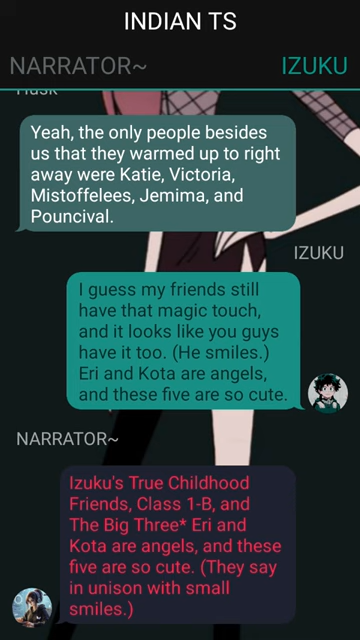 INDIAN TS
NARRATOR~
IZUKU
Husk
Yeah, the only people besides
us that they warmed up to right
away were Katie, Victoria,
Mistoffelees, Jemima, and
Pouncival.
IZUKU
I guess my friends still
have that magic touch,
and it looks like you guys
have it too. (He smiles.)
Eri and Kota are angels,
and these five are so cute.
NARRATOR~
Izuku's True Childhood
Friends, Class 1-B, and
The Big Three* Eri and
Kota are angels, and these
five are so cute. (They say
in unison with small
smiles.)